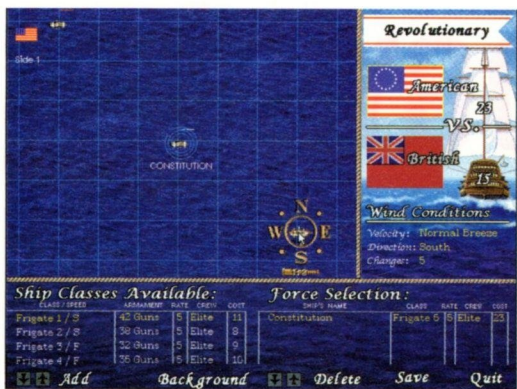 Revolutionary
Side 1
American
23
VS.
British
15
CONSTITUTION
N
W E
S
Wind Conditions
Velocity: Normal Breeze
Direction: South
Changes: 5
Ship Classes Available:
CLASS / SPEED ARMAMENT RATE CREW COST
Frigate 1 / S 42 Guns 5 Elite 11
Frigate 2 / S 38 Guns 5 Elite 8
Frigate 3 / F 32 Guns 5 Elite 9
Frigate 4 / F 36 Guns 5 Elite 10
Force Selection:
SHIP'S NAME CLASS RATE CREW COST
Constitution Frigate 5 5 Elite 23
Add Background Delete Save Quit